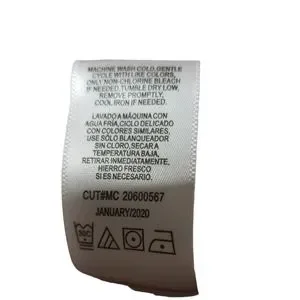 MACHINE WASH COLD, GENTLE
CYCLE WITH LIKE COLORS,
ONLY NON-CHLORINE BLEACH
IF NEEDED, TUMBLE DRY LOW,
REMOVE PROMPTLY,
COOL IRON IF NEEDED.
LAVADO A MÁQUINA CON
AGUA FRÍA, CICLO DELICADO
CON COLORES SIMILARES,
USE SÓLO BLANQUEADOR
SIN CLORO, SECAR A
TEMPERATURA BAJA,
RETIRAR INMEDIATAMENTE,
HIERRO FRESCO
SI ES NECESARIO.
CUT#MC 20600567
JANUARY/2020
30C